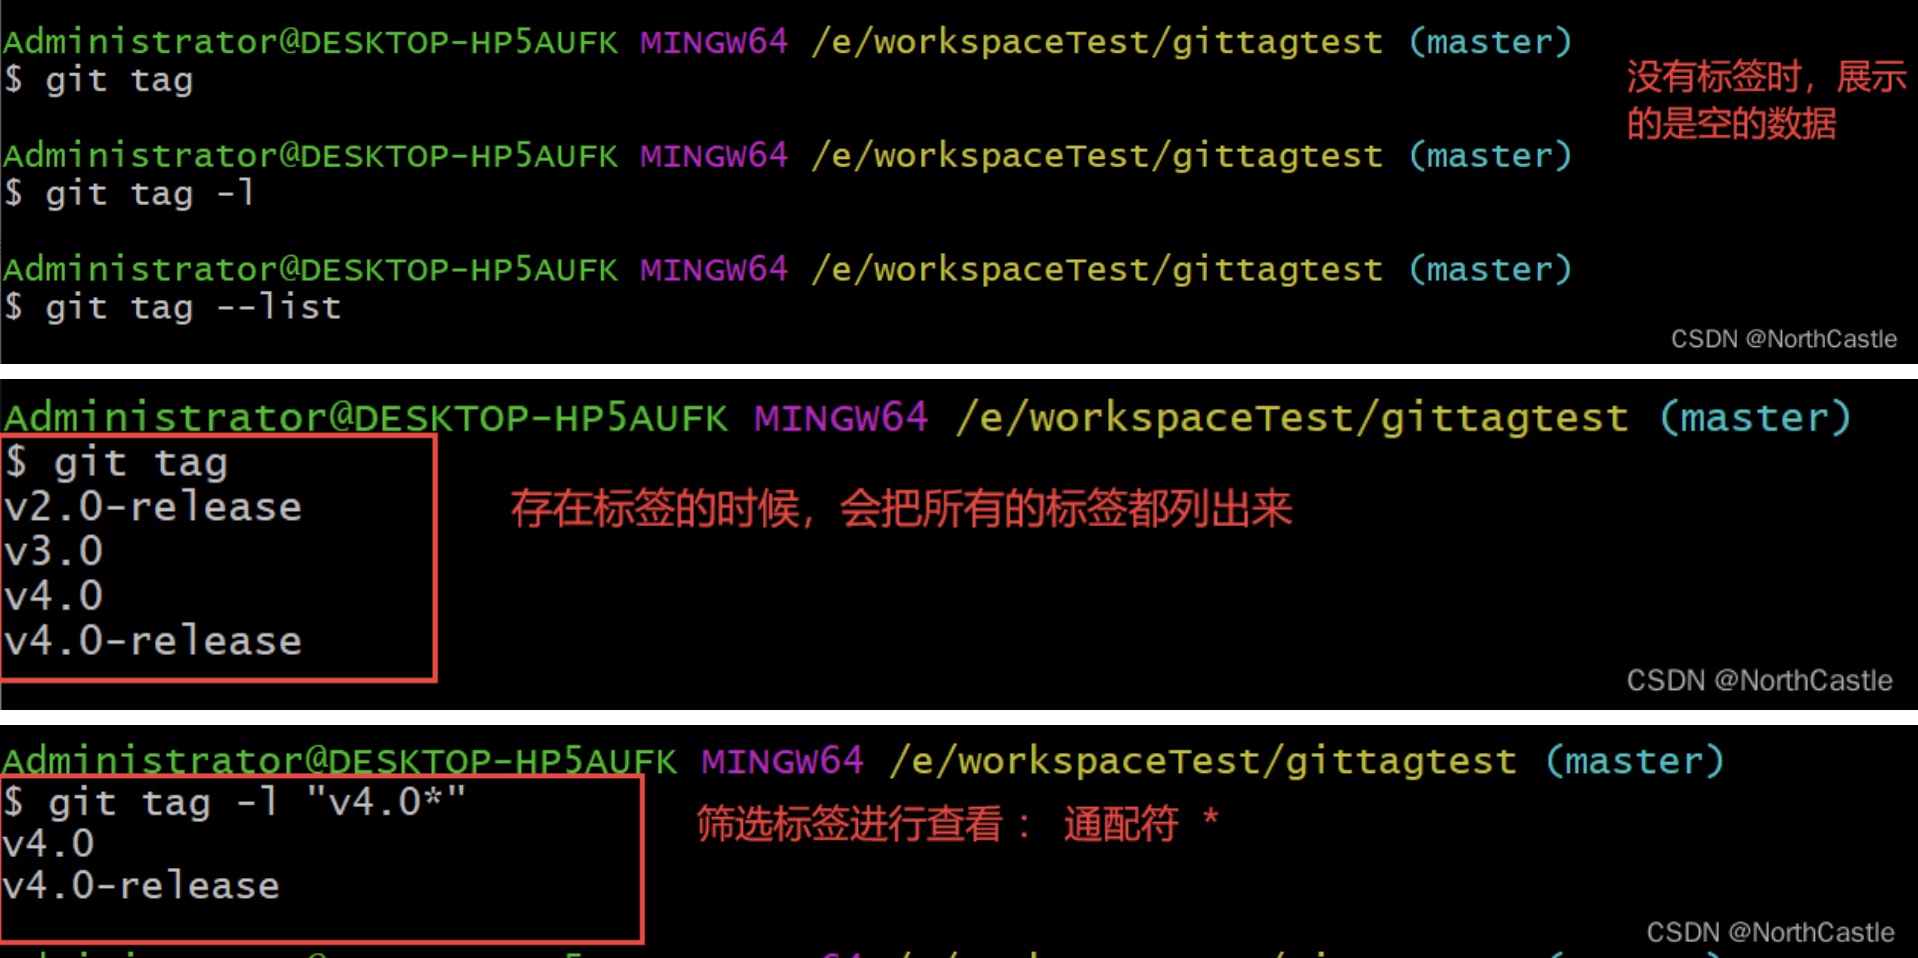 Administrator@DESKTOP-HP5AUFK MINGW64 /e/workspaceTest/gittagtest (master)
$ git tag
没有标签时，展示
的是空的数据
Administrator@DESKTOP-HP5AUFK MINGW64 /e/workspaceTest/gittagtest (master)
$ git tag -l
Administrator@DESKTOP-HP5AUFK MINGW64 /e/workspaceTest/gittagtest (master)
$ git tag --list
CSDN @NorthCastle
Administrator@DESKTOP-HP5AUFK MINGW64 /e/workspaceTest/gittagtest (master)
$ git tag
v2.0-release
v3.0
v4.0
v4.0-release
存在标签的时候，会把所有的标签都列出来
CSDN @NorthCastle
Administrator@DESKTOP-HP5AUFK MINGW64 /e/workspaceTest/gittagtest (master)
$ git tag -l "v4.0*"
v4.0
v4.0-release
筛选标签进行查看： 通配符 *
CSDN @NorthCastle